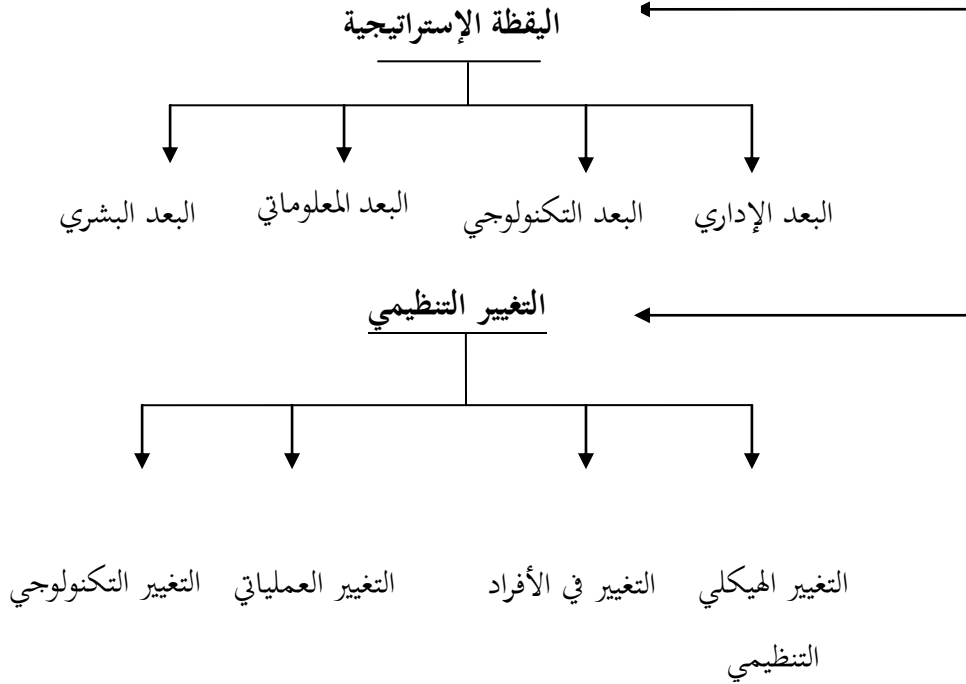 اليقظة الإستراتيجية
البعد الإداري
البعد التكنولوجي
البعد المعلوماتي
البعد البشري
التغيير التنظيمي
التغيير الهيكلي
التنظيمي
التغيير في الأفراد
التغيير العملياتي
التغيير التكنولوجي